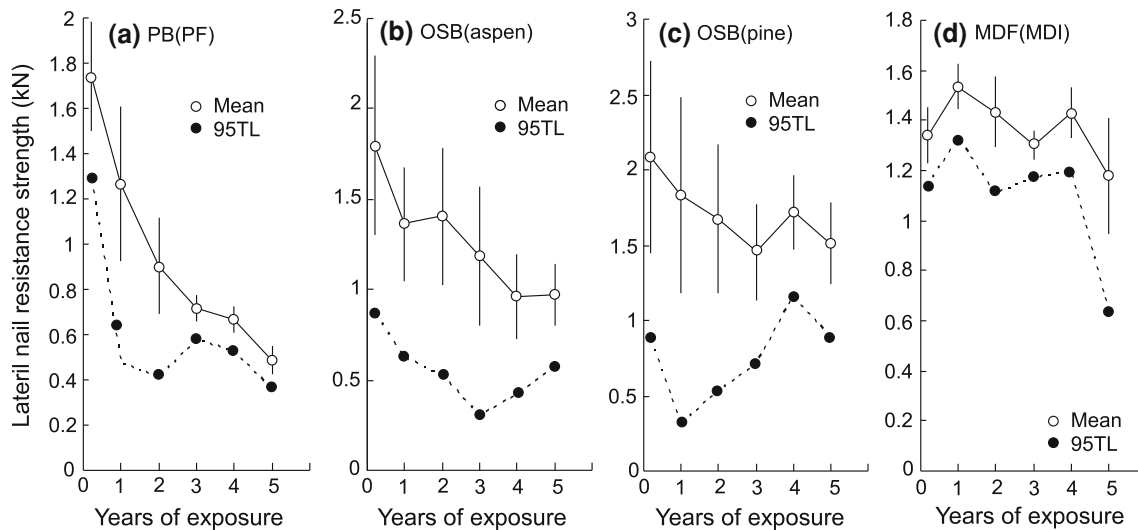 Lateril nail resistance strength (kN)
(a) PB(PF)
2
1.8
1.6
1.4
1.2
1
0.8
0.6
0.4
0.2
0
Mean
95TL
0 1 2 3 4 5
Years of exposure
(b) OSB(aspen)
2.5
2
1.5
1
0.5
0
Mean
95TL
0 1 2 3 4 5
Years of exposure
(c) OSB(pine)
3
2.5
2
1.5
1
0.5
0
Mean
95TL
0 1 2 3 4 5
Years of exposure
(d) MDF(MDI)
1.8
1.6
1.4
1.2
1
0.8
0.6
0.4
0.2
0
Mean
95TL
0 1 2 3 4 5
Years of exposure